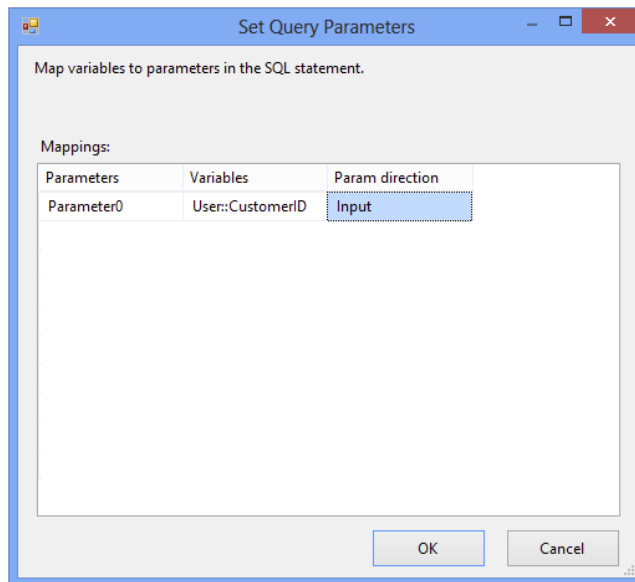 Set Query Parameters
Map variables to parameters in the SQL statement.
Mappings:
Parameters Variables Param direction
Parameter0 User::CustomerID Input
OK Cancel